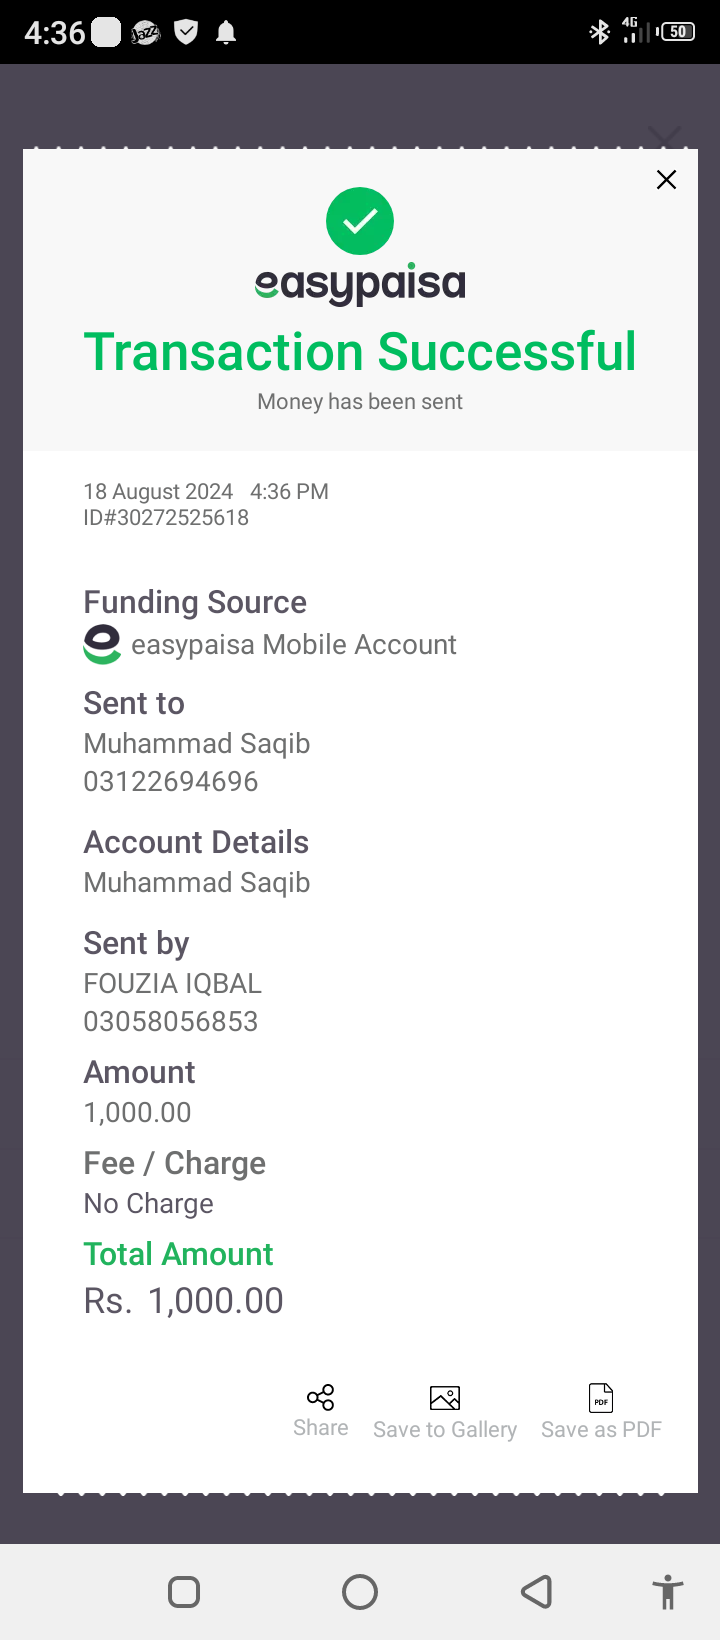 4:36
Jazz
4G
50
easypaisa
Transaction Successful
Money has been sent
18 August 2024 4:36 PM
ID#30272525618
Funding Source
easypaisa Mobile Account
Sent to
Muhammad Saqib
03122694696
Account Details
Muhammad Saqib
Sent by
FOUZIA IQBAL
03058056853
Amount
1,000.00
Fee / Charge
No Charge
Total Amount
Rs. 1,000.00
PDF
Share Save to Gallery Save as PDF